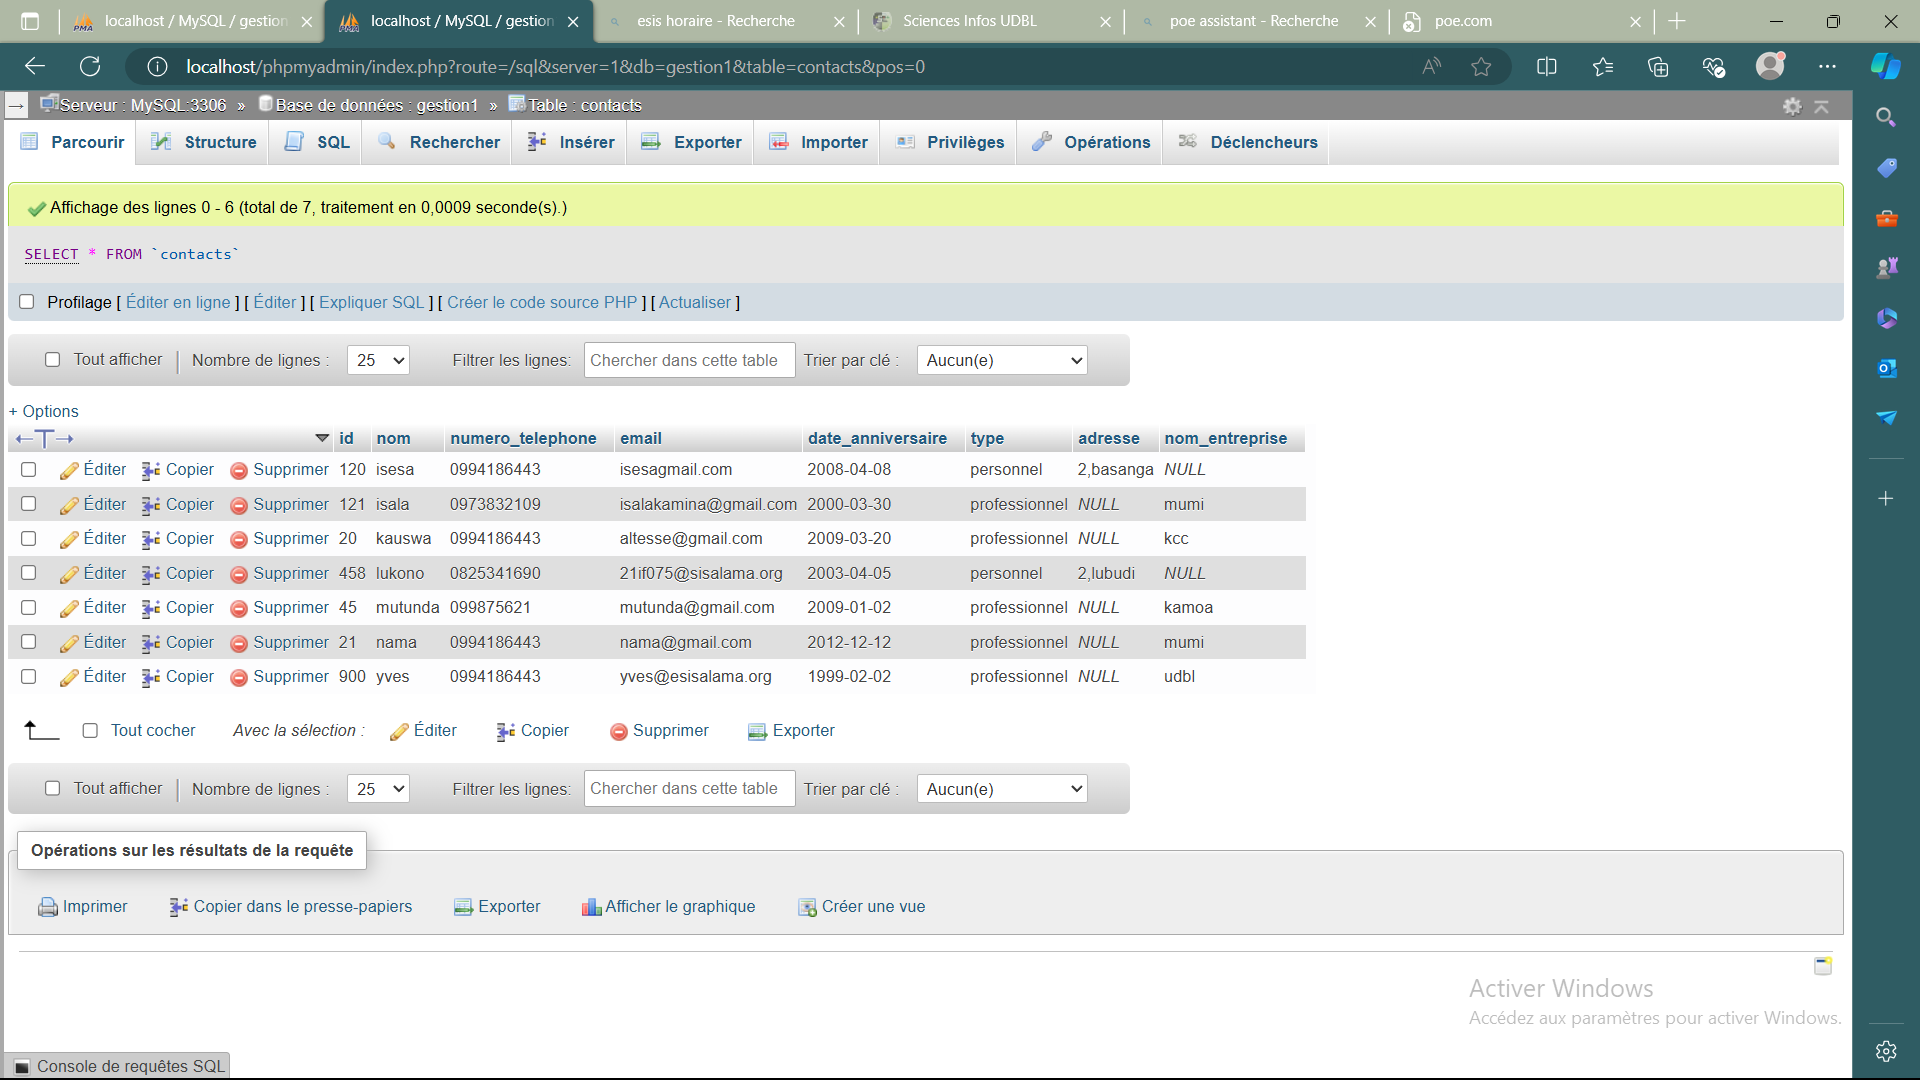 localhost / MySQL / gestion
localhost / MySQL / gestion
esis horaire - Recherche
Sciences Infos UDBL
poe assistant - Recherche
poe.com
localhost/phpmyadmin/index.php?route=/sql&server=1&db=gestion1&table=contacts&pos=0
Serveur : MySQL:3306 » Base de données : gestion1 » Table : contacts
Parcourir Structure SQL Rechercher Insérer Exporter Importer Privilèges Opérations Déclencheurs
Affichage des lignes 0 - 6 (total de 7, traitement en 0,0009 seconde(s).)
SELECT * FROM `contacts`
Profilage [ Éditer en ligne ] [ Éditer ] [ Expliquer SQL ] [ Créer le code source PHP ] [ Actualiser ]
Tout afficher Nombre de lignes : 25 Filtrer les lignes: Chercher dans cette table Trier par clé : Aucun(e)
+ Options
←T→ id nom numero_telephone email date_anniversaire type adresse nom_entreprise
Éditer Copier Supprimer 120 isesa 0994186443 isesagmail.com 2008-04-08 personnel 2,basanga NULL
Éditer Copier Supprimer 121 isala 0973832109 isalakamina@gmail.com 2000-03-30 professionnel NULL mumi
Éditer Copier Supprimer 20 kauswa 0994186443 altesse@gmail.com 2009-03-20 professionnel NULL kcc
Éditer Copier Supprimer 458 lukono 0825341690 21if075@sisalama.org 2003-04-05 personnel 2,lubudi NULL
Éditer Copier Supprimer 45 mutunda 099875621 mutunda@gmail.com 2009-01-02 professionnel NULL kamoa
Éditer Copier Supprimer 21 nama 0994186443 nama@gmail.com 2012-12-12 professionnel NULL mumi
Éditer Copier Supprimer 900 yves 0994186443 yves@esisalama.org 1999-02-02 professionnel NULL udbl
Tout cocher Avec la sélection : Éditer Copier Supprimer Exporter
Tout afficher Nombre de lignes : 25 Filtrer les lignes: Chercher dans cette table Trier par clé : Aucun(e)
Opérations sur les résultats de la requête
Imprimer Copier dans le presse-papiers Exporter Afficher le graphique Créer une vue
Activer Windows
Accédez aux paramètres pour activer Windows.
Console de requêtes SQL